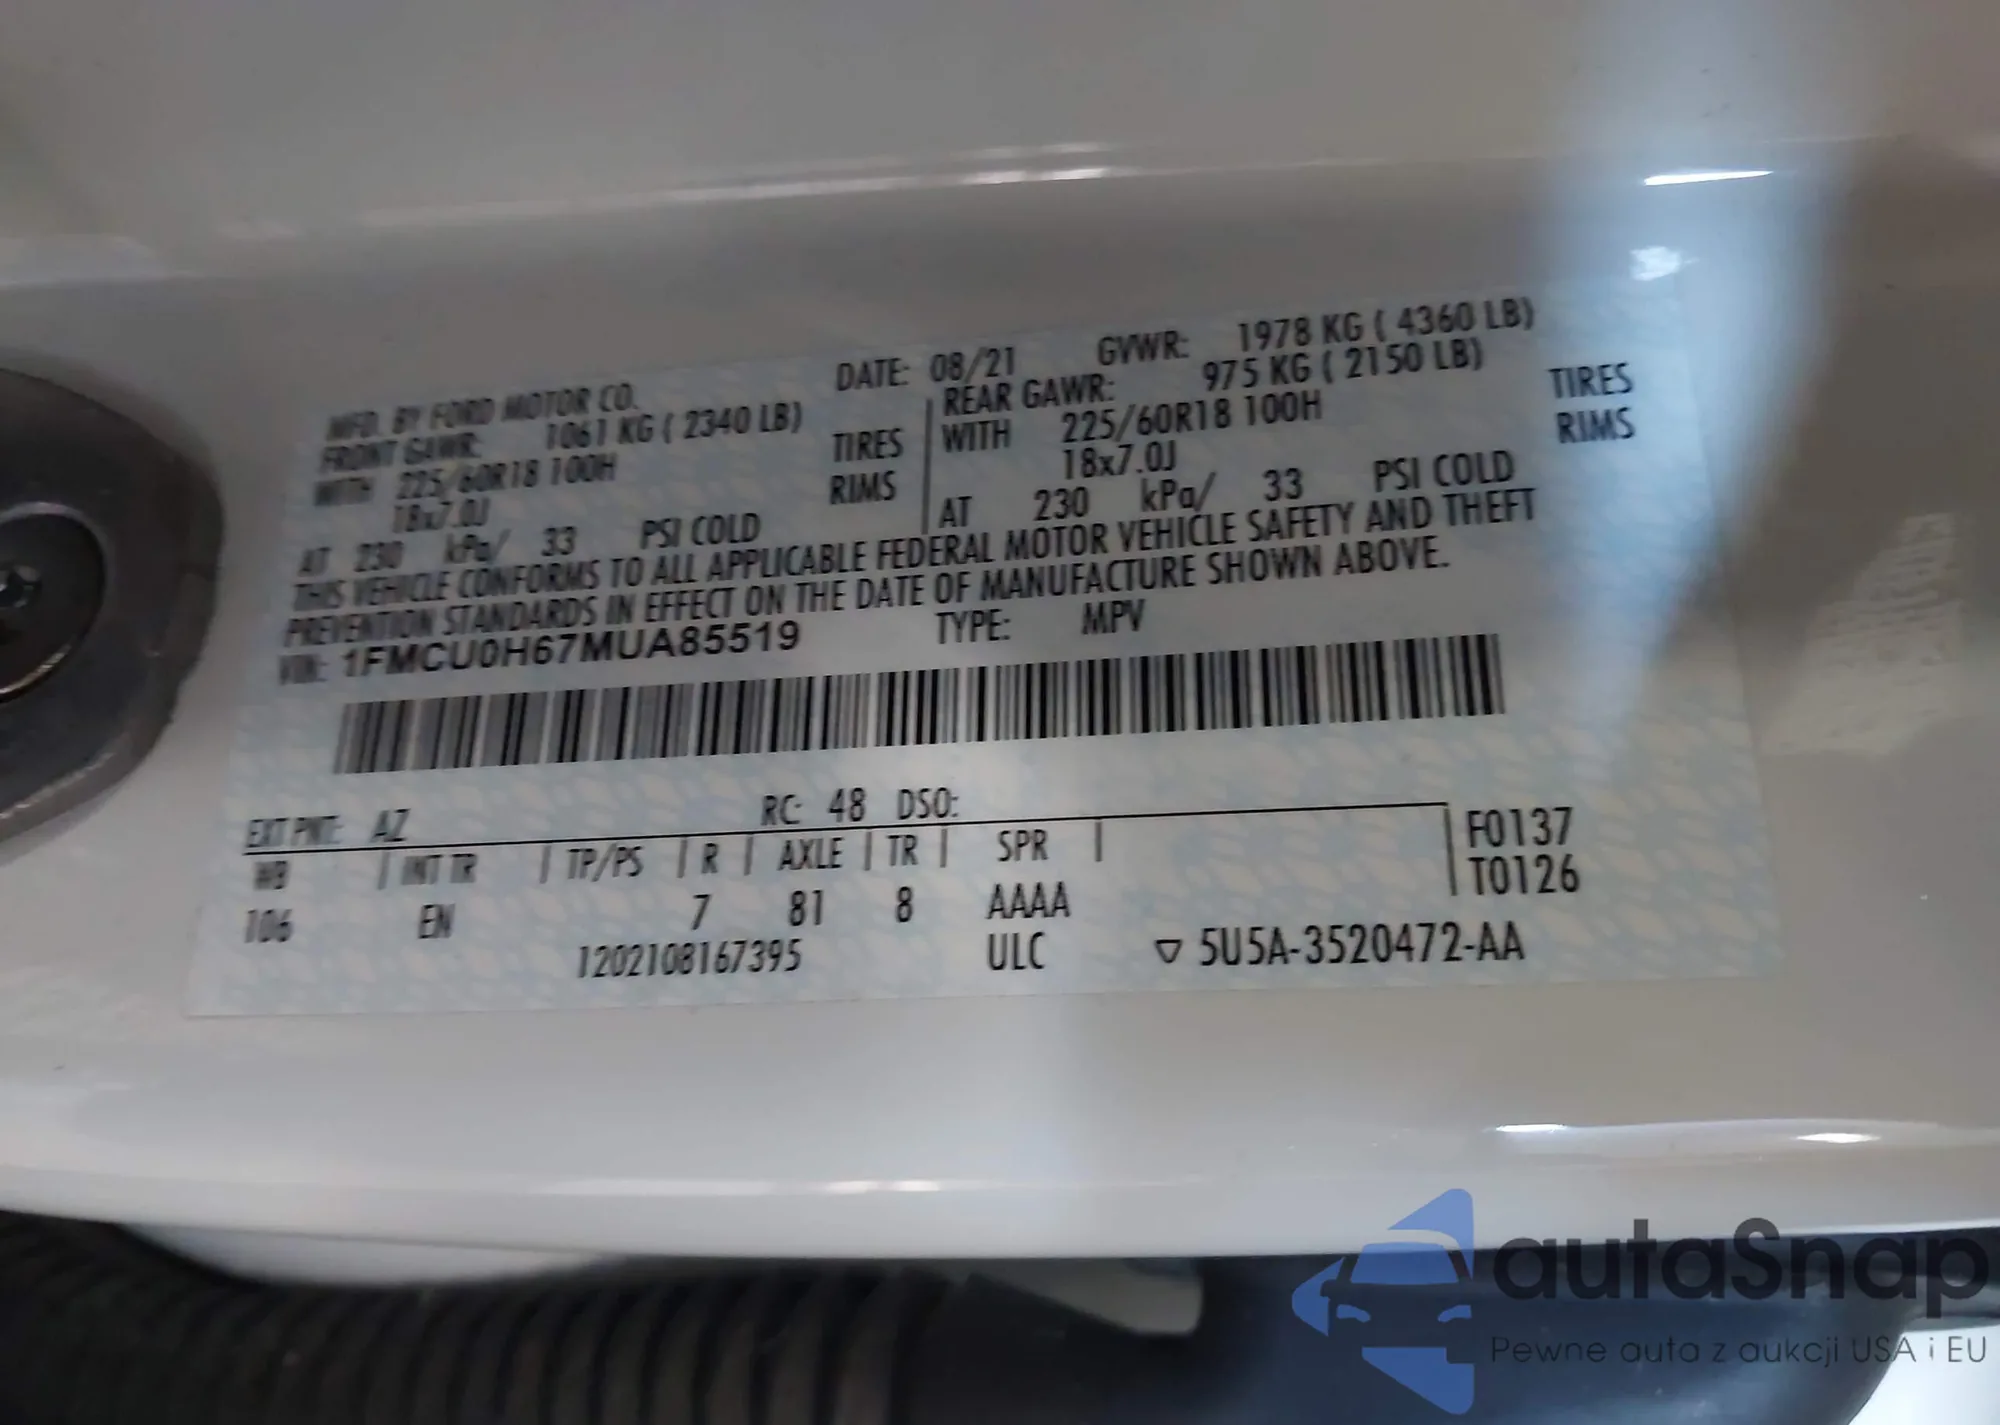 MFD. BY FORD MOTOR CO. DATE: 08/21 GVWR: 1978 KG ( 4360 LB)
FRONT GAWR: 1061 KG ( 2340 LB) REAR GAWR: 975 KG ( 2150 LB)
WITH 225/60R18 100H TIRES WITH 225/60R18 100H TIRES
18x7.0J RIMS 18x7.0J RIMS
AT 230 kPa/ 33 PSI COLD AT 230 kPa/ 33 PSI COLD
THIS VEHICLE CONFORMS TO ALL APPLICABLE FEDERAL MOTOR VEHICLE SAFETY AND THEFT
PREVENTION STANDARDS IN EFFECT ON THE DATE OF MANUFACTURE SHOWN ABOVE.
VIN: 1FMCU0H67MUA85519 TYPE: MPV
EXT PNT: AZ RC: 48 DSO:
WB INT TR TP/PS R AXLE TR SPR F0137
106 EN 7 81 8 AAAA T0126
1202108167395 ULC ▽ 5U5A-3520472-AA
autaSnap
Pewne auta z aukcji USA i EU